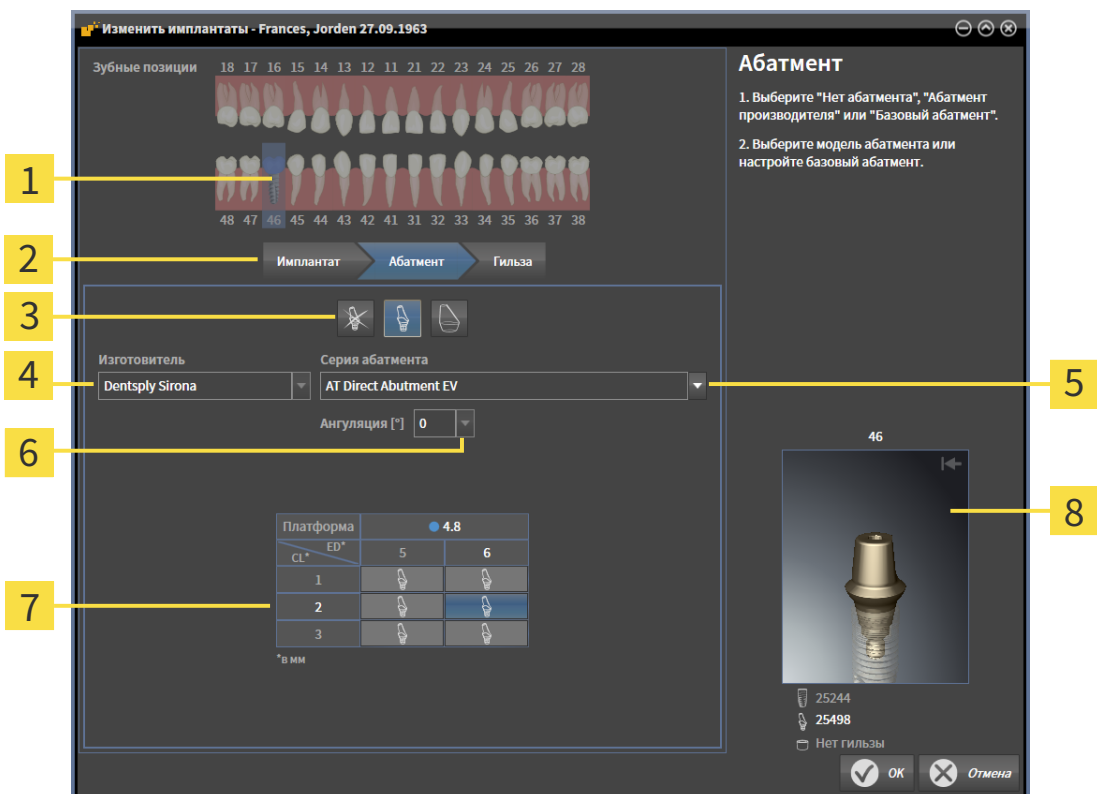 Изменить импланта́ты - Frances, Jorden 27.09.1963
Зубные позиции 18 17 16 15 14 13 12 11 21 22 23 24 25 26 27 28
48 47 46 45 44 43 42 41 31 32 33 34 35 36 37 38
1
2
Имплантат Абатмент Гильза
3
4
Изготовитель Серия абатмента
Dentsply Sirona AT Direct Abutment EV
5
6
Ангуляция [°] 0
7
Платформа 4.8
CL* ED* 5 6
1
2
3
*в мм
Абатмент
1. Выберите "Нет абатмента", "Абатмент
производителя" или "Базовый абатмент".
2. Выберите модель абатмента или
настройте базовый абатмент.
46
8
25244
25498
Нет гильзы
OK Отмена